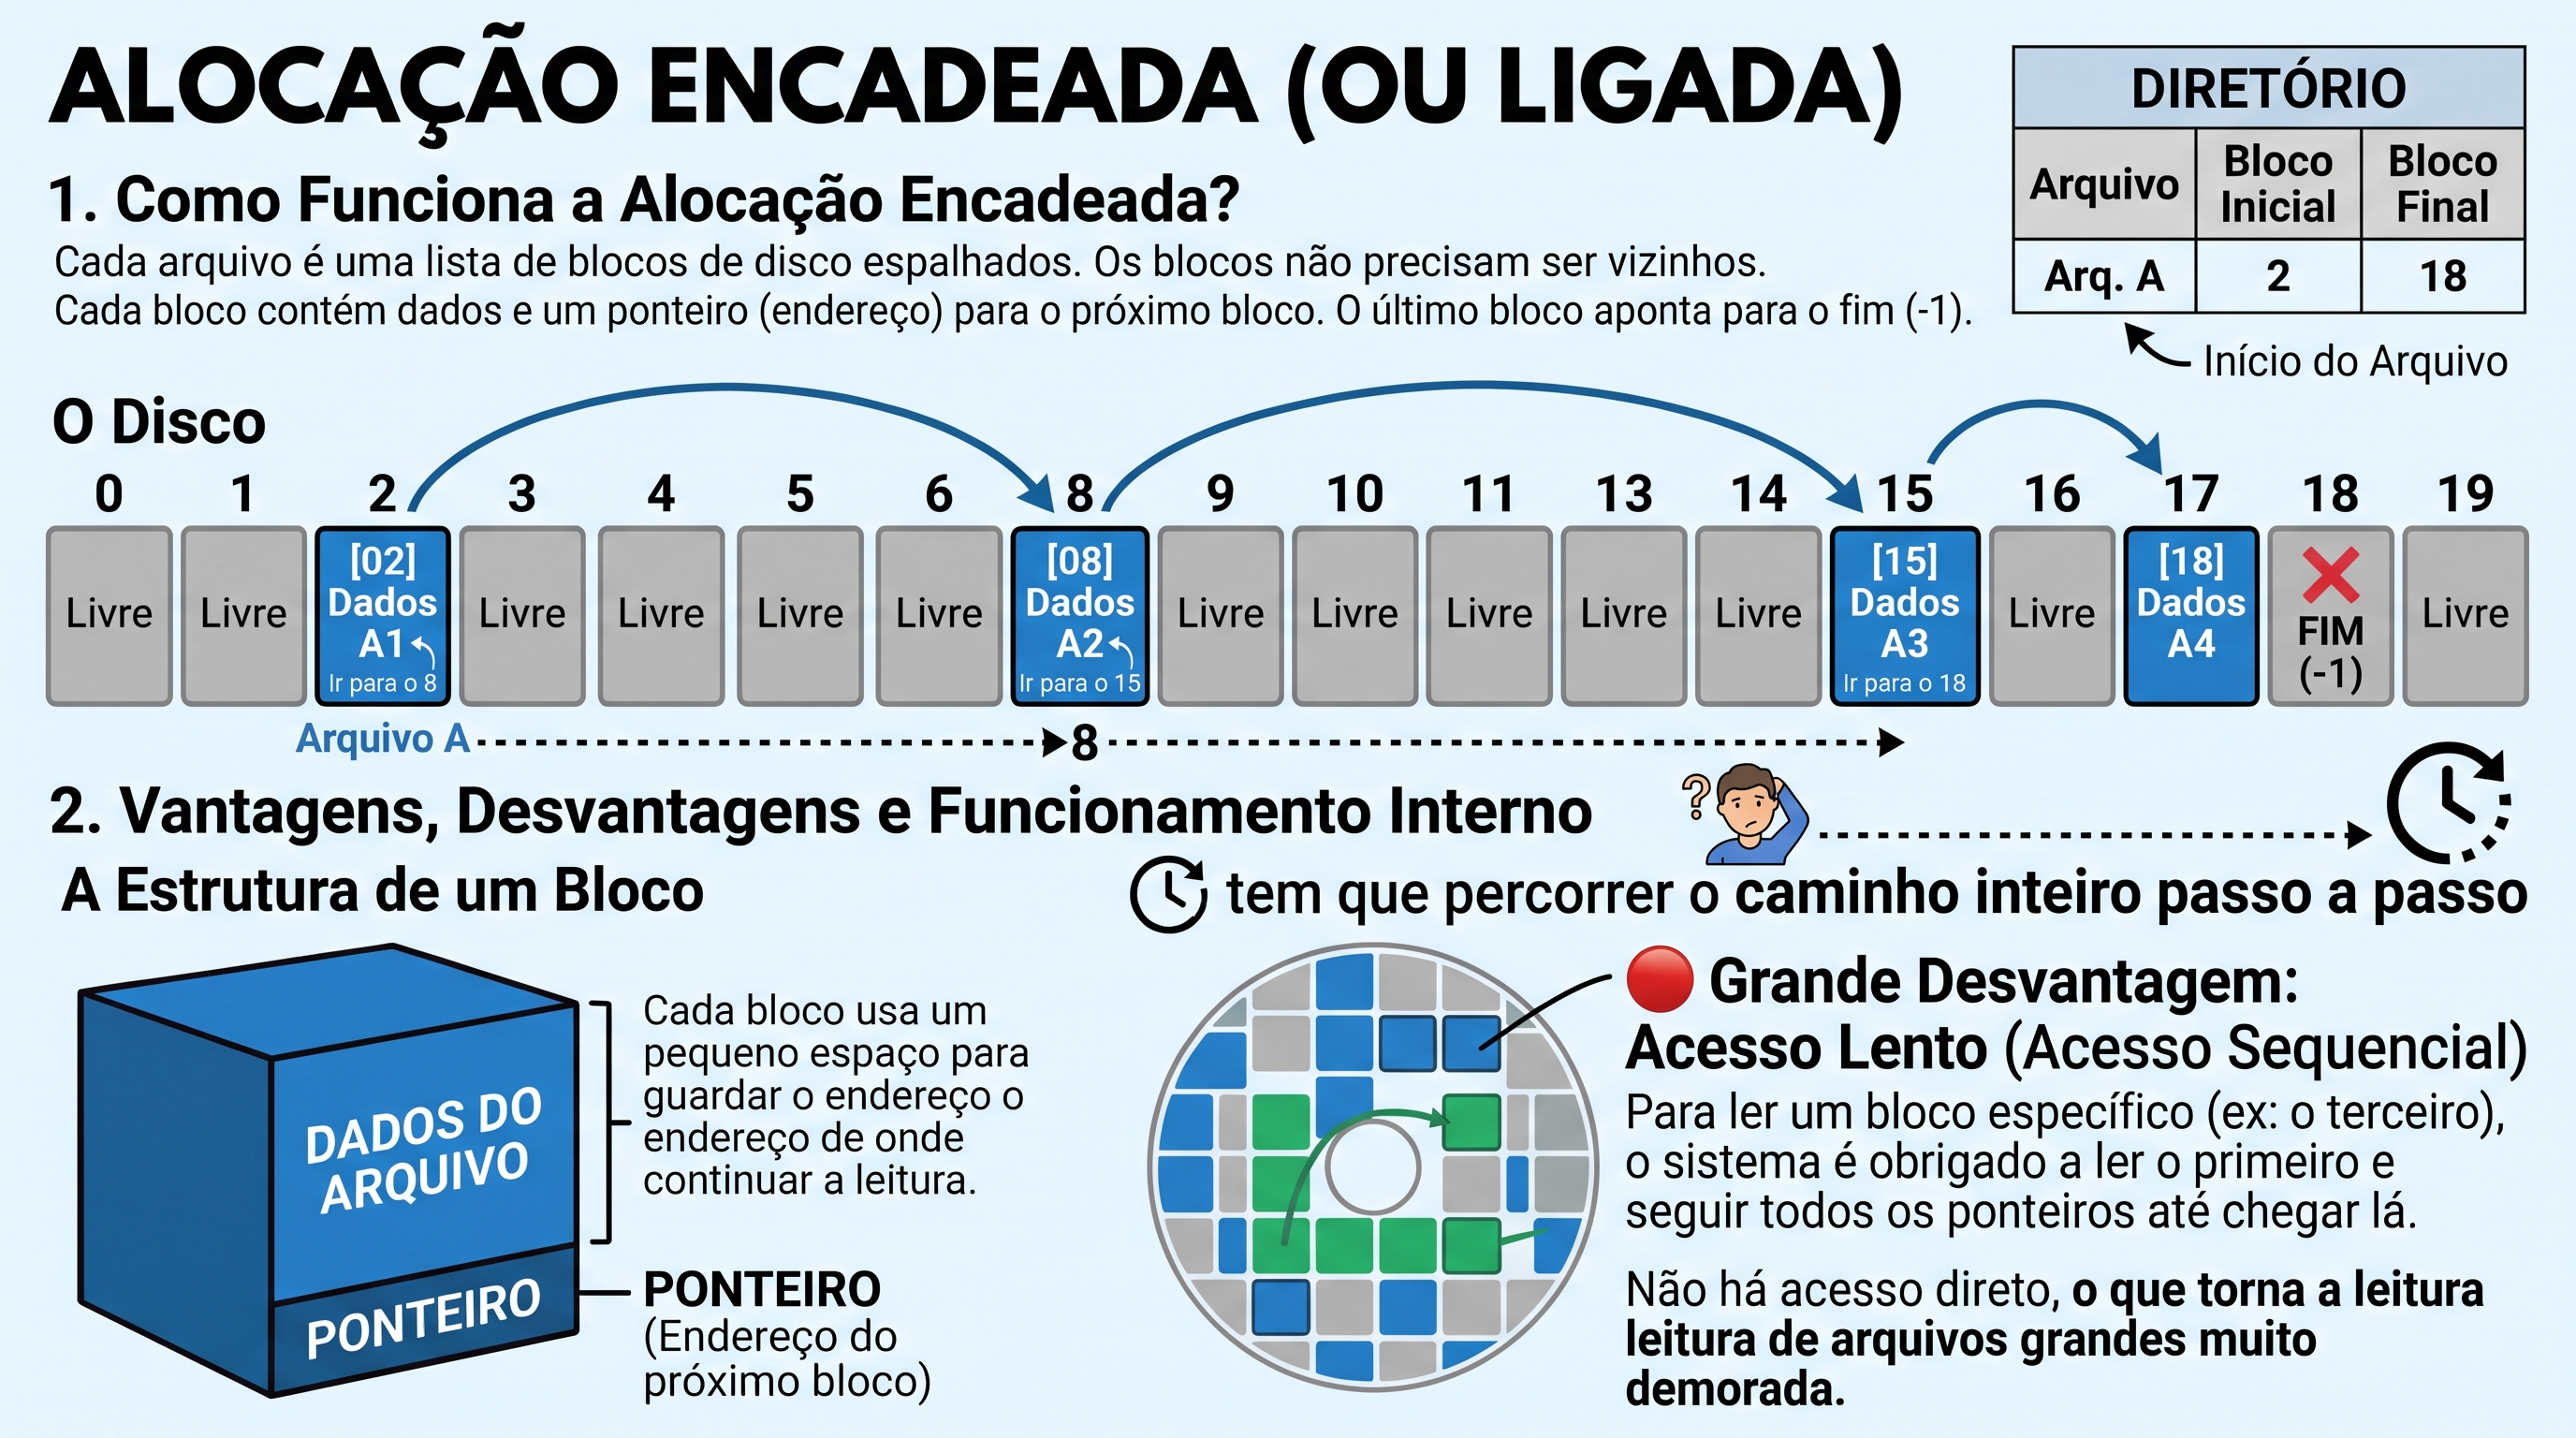 ALOCAÇÃO ENCADEADA (OU LIGADA)
1. Como Funciona a Alocação Encadeada?
Cada arquivo é uma lista de blocos de disco espalhados. Os blocos não precisam ser vizinhos.
Cada bloco contém dados e um ponteiro (endereço) para o próximo bloco. O último bloco aponta para o fim (-1).
DIRETÓRIO
Arquivo
Bloco
Inicial
Bloco
Final
Arq. A 2 18
Início do Arquivo
O Disco
0 1 2 3 4 5 6 8 9 10 11 13 14 15 16 17 18 19
Livre
Livre
[02]
Dados
A1
Ir para o 8
Livre
Livre
Livre
Livre
[08]
Dados
A2
Ir para o 15
Livre
Livre
Livre
Livre
Livre
[15]
Dados
A3
Ir para o 18
Livre
[18]
Dados
A4
FIM
(-1)
Livre
Arquivo A 8
2. Vantagens, Desvantagens e Funcionamento Interno
?
A Estrutura de um Bloco
DADOS DO
ARQUIVO
PONTEIRO
Cada bloco usa um
pequeno espaço para
guardar o endereço o
endereço de onde
continuar a leitura.
PONTEIRO
(Endereço do
próximo bloco)
tem que percorrer o caminho inteiro passo a passo
Grande Desvantagem:
Acesso Lento (Acesso Sequencial)
Para ler um bloco específico (ex: o terceiro),
o sistema é obrigado a ler o primeiro e
seguir todos os ponteiros até chegar lá.
Não há acesso direto, o que torna a leitura
leitura de arquivos grandes muito
demorada.